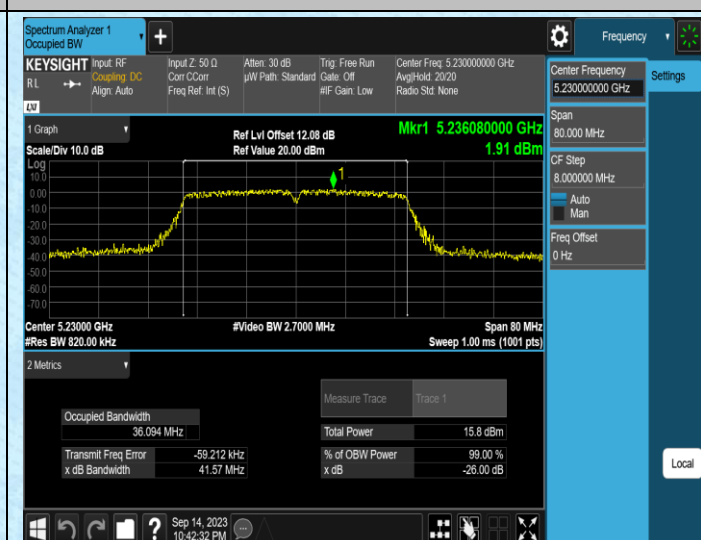 Spectrum Analyzer 1
Occupied BW
+
Frequency
KEYSIGHT
RL
LXI
Input: RF
Coupling: DC
Align: Auto
Input Z: 50 Ω
Corr CCorr
Freq Ref: Int (S)
Atten: 30 dB
µW Path: Standard
Trig: Free Run
Gate: Off
#IF Gain: Low
Center Freq: 5.230000000 GHz
Avg|Hold: 20/20
Radio Std: None
Center Frequency
5.230000000 GHz
Settings
Span
80.000 MHz
CF Step
8.000000 MHz
Auto
Man
Freq Offset
0 Hz
Local
1 Graph
Scale/Div 10.0 dB
Ref Lvl Offset 12.08 dB
Ref Value 20.00 dBm
Mkr1 5.236080000 GHz
1.91 dBm
Log
10.0
0.00
-10.0
-20.0
-30.0
-40.0
-50.0
-60.0
-70.0
1
Center 5.23000 GHz
#Res BW 820.00 kHz
#Video BW 2.7000 MHz
Span 80 MHz
Sweep 1.00 ms (1001 pts)
2 Metrics
Measure Trace
Trace 1
Occupied Bandwidth
36.094 MHz
Total Power
15.8 dBm
Transmit Freq Error
-59.212 kHz
% of OBW Power
99.00 %
x dB Bandwidth
41.57 MHz
x dB
-26.00 dB
?
Sep 14, 2023
10:42:32 PM